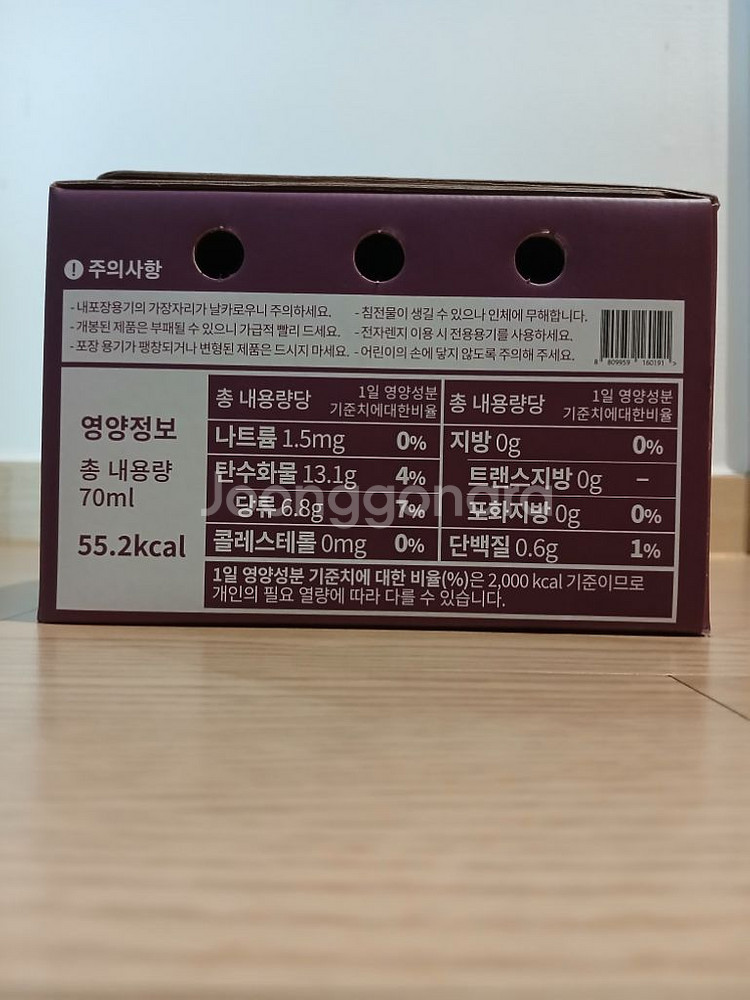 ! 주의사항
- 내포장용기의 가장자리가 날카로우니 주의하세요.
- 개봉된 제품은 부패될 수 있으니 가급적 빨리 드세요.
- 포장 용기가 팽창되거나 변형된 제품은 드시지 마세요.
- 침전물이 생길 수 있으나 인체에 무해합니다.
- 전자렌지 이용 시 전용용기를 사용하세요.
- 어린이의 손에 닿지 않도록 주의해 주세요.
8 809959 160191 >
영양정보
총 내용량
70ml
55.2kcal
총 내용량당 1일 영양성분
기준치에대한비율
나트륨 1.5mg 0%
탄수화물 13.1g 4%
당류 6.8g 7%
콜레스테롤 0mg 0%
총 내용량당 1일 영양성분
기준치에대한비율
지방 0g 0%
트랜스지방 0g –
포화지방 0g 0%
단백질 0.6g 1%
1일 영양성분 기준치에 대한 비율(%)은 2,000 kcal 기준이므로
개인의 필요 열량에 따라 다를 수 있습니다.
Joonggonara